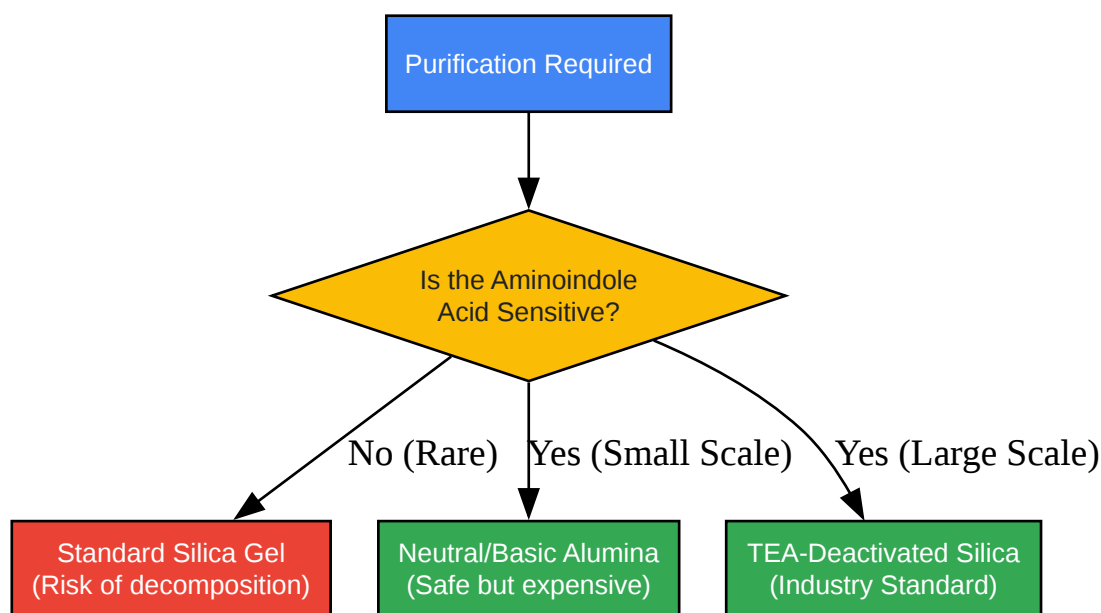 Purification Required
Is the Aminoindole
Acid Sensitive?
No (Rare)
Yes (Small Scale)
Yes (Large Scale)
Standard Silica Gel
(Risk of decomposition)
Neutral/Basic Alumina
(Safe but expensive)
TEA-Deactivated Silica
(Industry Standard)